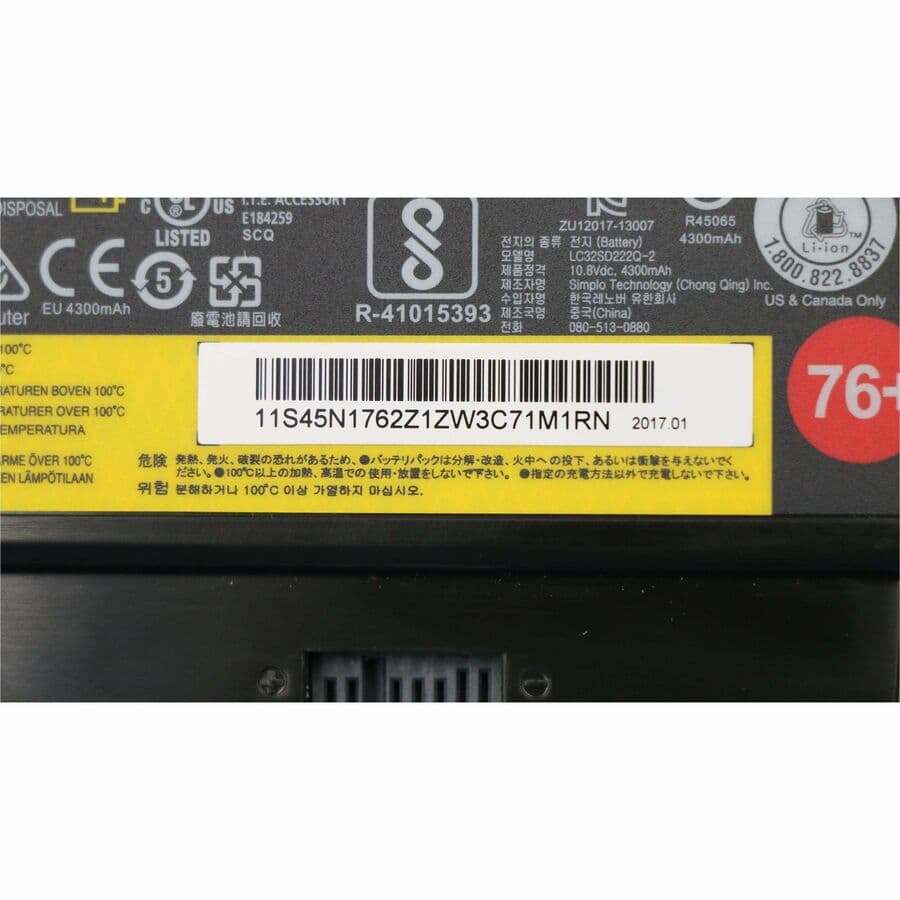 DISPOSAL
C UL US
LISTED
I.T.E. ACCESSORY
E184259
SCQ
CE
EU 4300mAh
5
廢電池請回收
uter
R-41015393
ZU12017-13007
전지의 종류 전지 (Battery)
모델명 LC32SD222Q-2
제품정격 10.8Vdc, 4300mAh
제조자명 Simplo Technology (Chong Qing) Inc.
수입자명 한국레노버 유한회사
제조국명 중국(China)
전화 080-513-0880
R45065
4300mAh
Li-ion
TM
1.800.822.8837
US & Canada Only
100°C
°C
RATUREN BOVEN 100°C
RATURER OVER 100°C
TEMPERATURA
ARME ÖVER 100°C
EN LÄMPÖTILAAN
11S45N1762Z1ZW3C71M1RN 2017.01
76+
危険 発熱、発火、破裂の恐れがあるため、●バッテリパックは分解・改造、火中への投下、あるいは衝撃を与えないでく
ださい。●100℃以上の加熱、高温での使用・放置をしないで下さい。●指定の充電方法以外で充電しないで下さい。
위험 분해하거나 100℃ 이상 가열하지 마십시오.